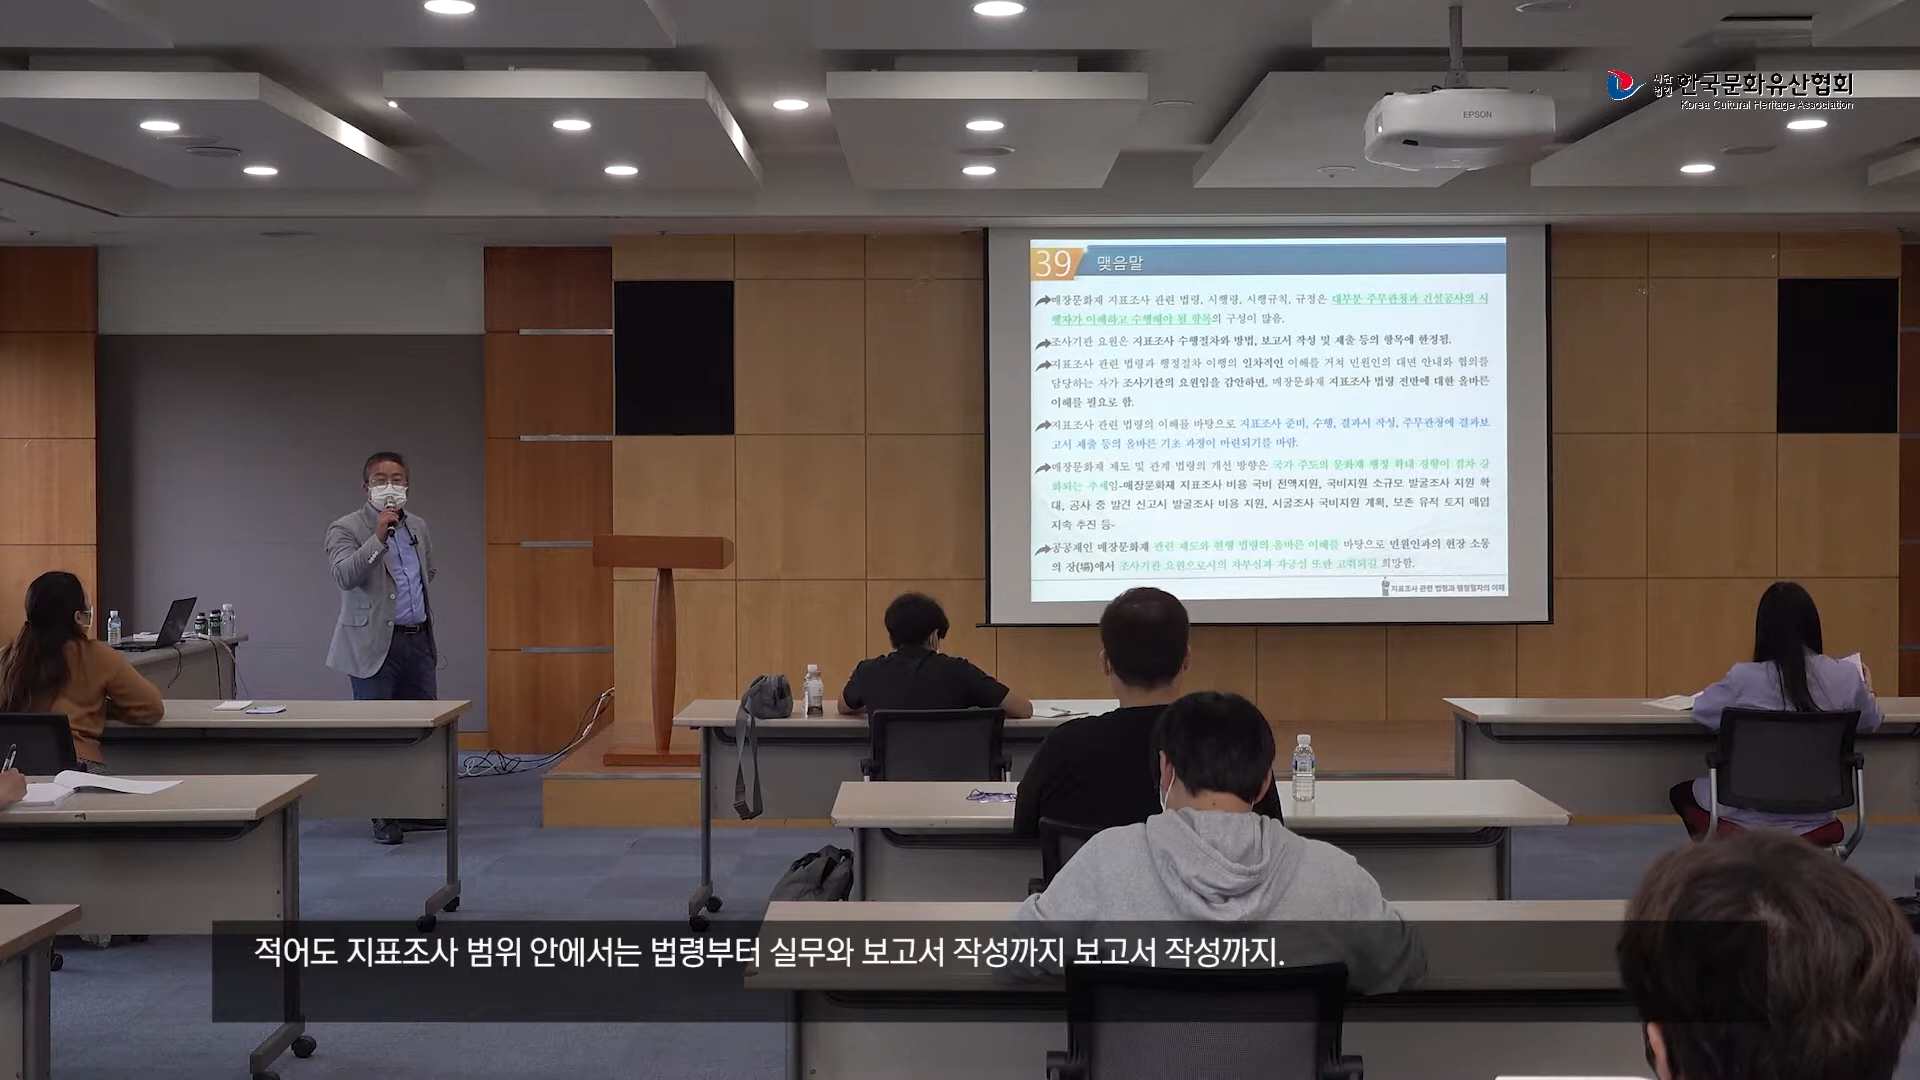 사단
법인
한국문화유산협회
Korea Cultural Heritage Association
EPSON
39 맺음말
매장문화재 지표조사 관련 법령, 시행령, 시행규칙, 규정은 대부분 주무관청과 건설공사의 시
행자가 이해하고 수행해야 될 항목의 구성이 많음.
조사기관 요원은 지표조사 수행절차와 방법, 보고서 작성 및 제출 등의 항목에 한정됨.
지표조사 관련 법령과 행정절차 이행의 일차적인 이해를 거쳐 민원인의 대면 안내와 협의를
담당하는 자가 조사기관의 요원임을 감안하면, 매장문화재 지표조사 법령 전반에 대한 올바른
이해를 필요로 함.
지표조사 관련 법령의 이해를 바탕으로 지표조사 준비, 수행, 결과서 작성, 주무관청에 결과보
고서 제출 등의 올바른 기초 과정이 마련되기를 바람.
매장문화재 제도 및 관계 법령의 개선 방향은 국가 주도의 문화재 행정 확대 경향이 점차 강
화되는 추세임-매장문화재 지표조사 비용 국비 전액지원, 국비지원 소규모 발굴조사 지원 확
대, 공사 중 발견 신고시 발굴조사 비용 지원, 시굴조사 국비지원 계획, 보존 유적 토지 매입
지속 추진 등-
공공재인 매장문화재 관련 제도와 현행 법령의 올바른 이해를 바탕으로 민원인과의 현장 소통
의 장(場)에서 조사기관 요원으로서의 자부심과 자긍심 또한 고취되길 희망함.
지표조사 관련 법령과 행정절차의 이해
적어도 지표조사 범위 안에서는 법령부터 실무와 보고서 작성까지 보고서 작성까지.